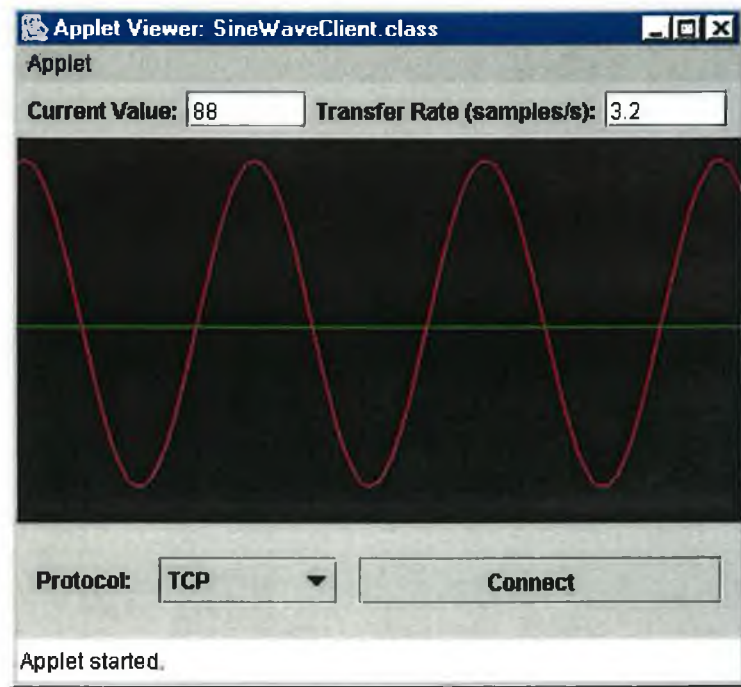 Applet Viewer: SineWaveClient.class
Applet
Current Value: 88 Transfer Rate (samples/s): 3.2
Protocol: TCP Connect
Applet started.